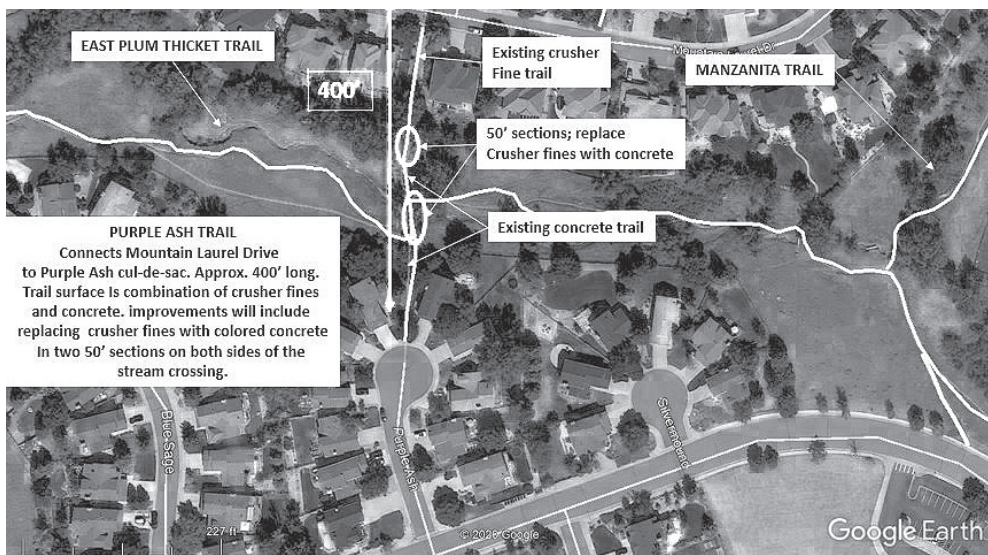 EAST PLUM THICKET TRAIL
400'
Existing crusher
Fine trail
Mountain Laurel Dr
MANZANITA TRAIL
50' sections; replace
Crusher fines with concrete
Existing concrete trail
PURPLE ASH TRAIL
Connects Mountain Laurel Drive
to Purple Ash cul-de-sac. Approx. 400' long.
Trail surface Is combination of crusher fines
and concrete. improvements will include
replacing crusher fines with colored concrete
In two 50' sections on both sides of the
stream crossing.
Blue Sage
Purple Ash
Silvermound
227 ft
© 2020 Google
Google Earth